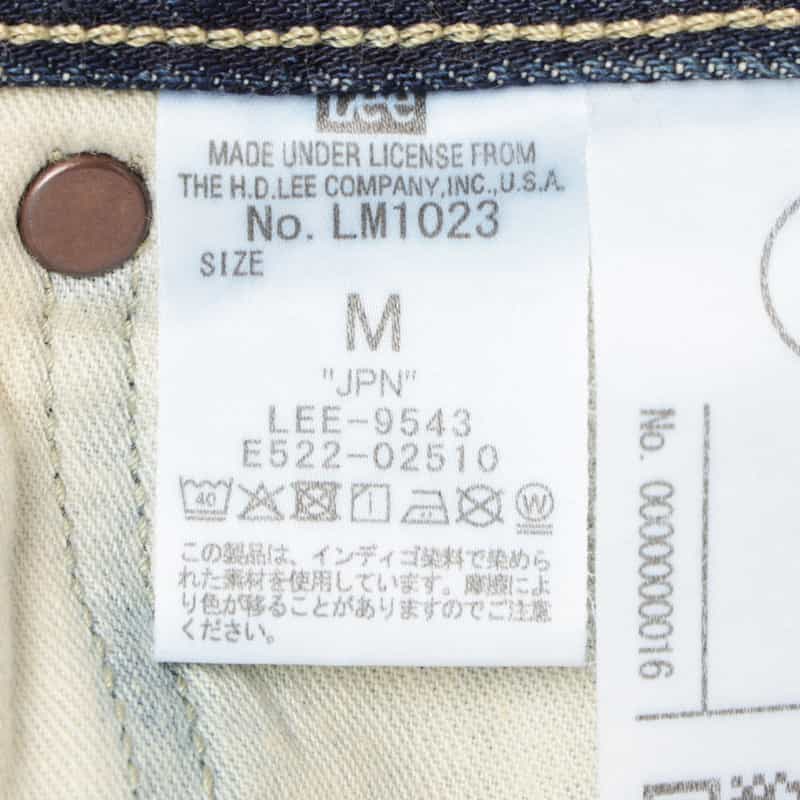 Lee
MADE UNDER LICENSE FROM
THE H.D.LEE COMPANY,INC.,U.S.A.
No. LM1023
SIZE
M
"JPN"
LEE-9543
E522-02510
40
W
この製品は、インディゴ染料で染めら
れた素材を使用しています。摩擦によ
り色が移ることがありますのでご注意
ください。
No. 0000000016